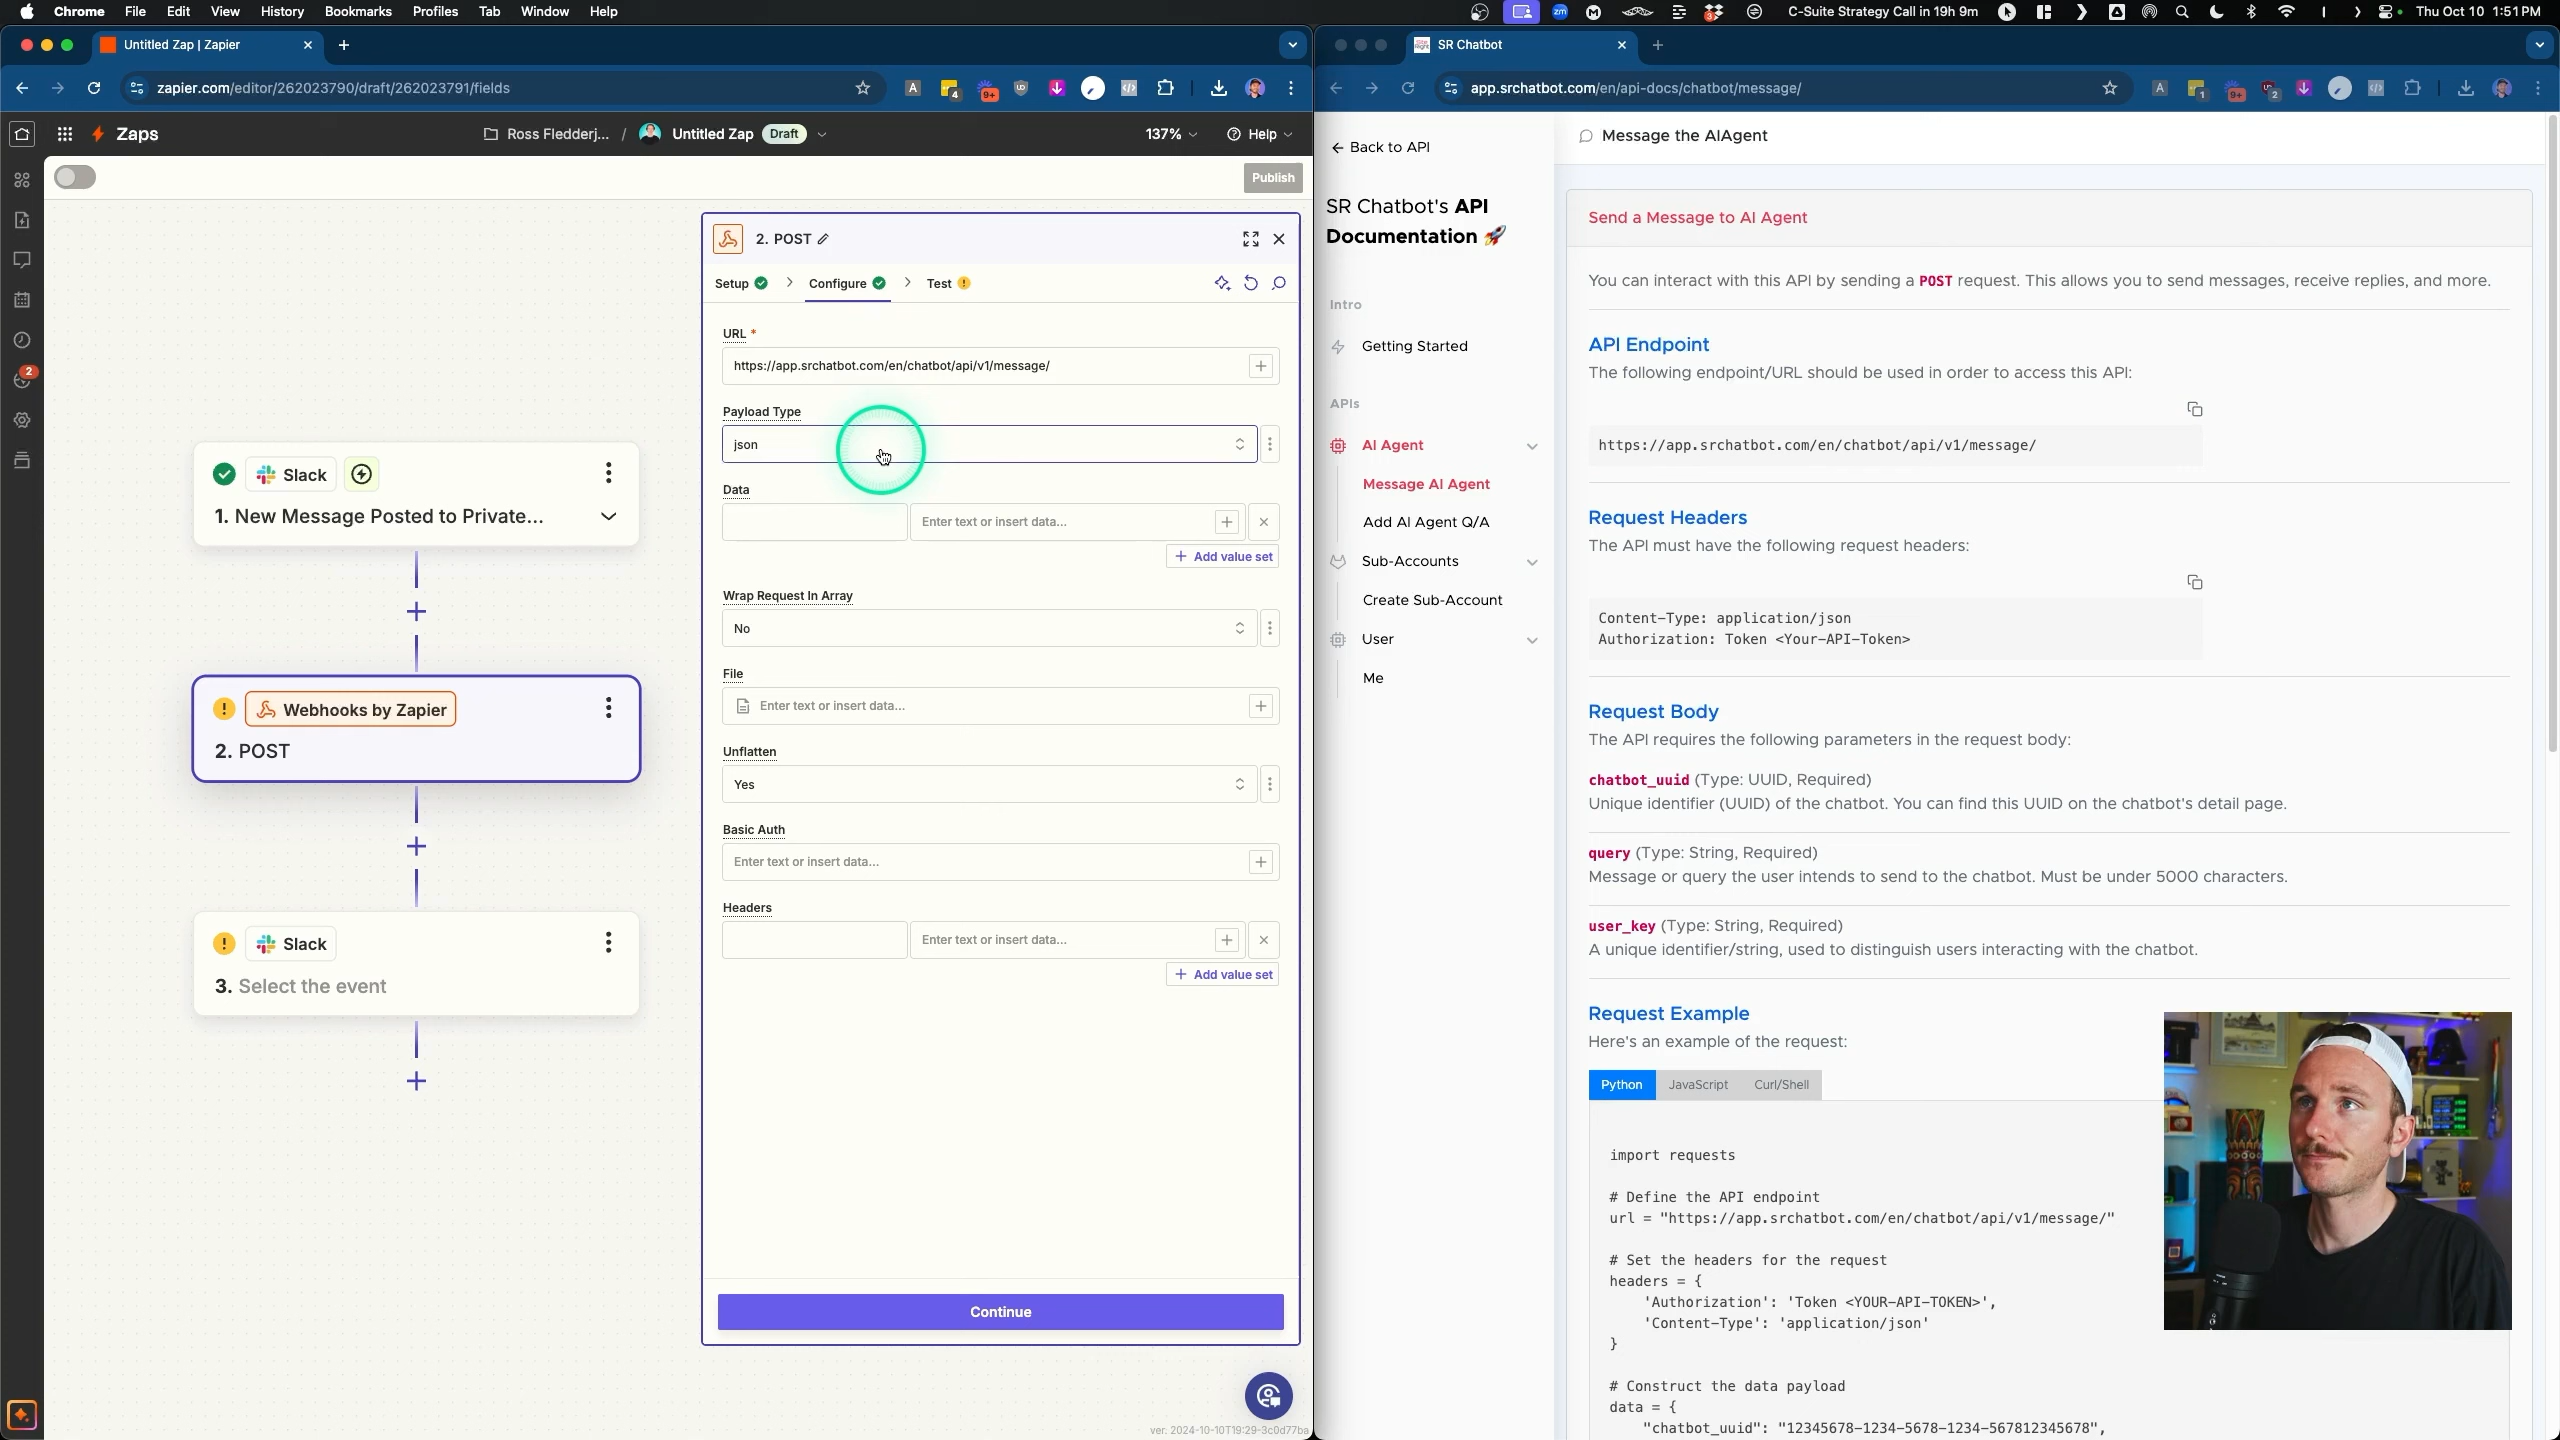 Chrome File Edit View History Bookmarks Profiles Tab Window Help
zm
C-Suite Strategy Call in 19h 9m
Thu Oct 10 1:51 PM
Untitled Zap | Zapier
zapier.com/editor/262023790/draft/262023791/fields
Zaps
Ross Fledderj... / Untitled Zap Draft
137%
Help
Publish
2
Slack
1. New Message Posted to Private...
Webhooks by Zapier
2. POST
Slack
3. Select the event
2. POST
Setup
Configure
Test
URL *
https://app.srchatbot.com/en/chatbot/api/v1/message/
Payload Type
json
Data
Enter text or insert data...
+ Add value set
Wrap Request In Array
No
File
Enter text or insert data...
Unflatten
Yes
Basic Auth
Enter text or insert data...
Headers
Enter text or insert data...
+ Add value set
Continue
ver. 2024-10-10T19:29-3c0d77ba
SR Chatbot
app.srchatbot.com/en/api-docs/chatbot/message/
Back to API
SR Chatbot's API
Documentation 🚀
Intro
Getting Started
APIs
AI Agent
Message AI Agent
Add AI Agent Q/A
Sub-Accounts
Create Sub-Account
User
Me
Message the AIAgent
Send a Message to AI Agent
You can interact with this API by sending a POST request. This allows you to send messages, receive replies, and more.
API Endpoint
The following endpoint/URL should be used in order to access this API:
https://app.srchatbot.com/en/chatbot/api/v1/message/
Request Headers
The API must have the following request headers:
Content-Type: application/json
Authorization: Token <Your-API-Token>
Request Body
The API requires the following parameters in the request body:
chatbot_uuid (Type: UUID, Required)
Unique identifier (UUID) of the chatbot. You can find this UUID on the chatbot's detail page.
query (Type: String, Required)
Message or query the user intends to send to the chatbot. Must be under 5000 characters.
user_key (Type: String, Required)
A unique identifier/string, used to distinguish users interacting with the chatbot.
Request Example
Here's an example of the request:
Python JavaScript Curl/Shell
import requests
# Define the API endpoint
url = "https://app.srchatbot.com/en/chatbot/api/v1/message/"
# Set the headers for the request
headers = {
'Authorization': 'Token <YOUR-API-TOKEN>',
'Content-Type': 'application/json'
}
# Construct the data payload
data = {
"chatbot_uuid": "12345678-1234-5678-1234-567812345678",